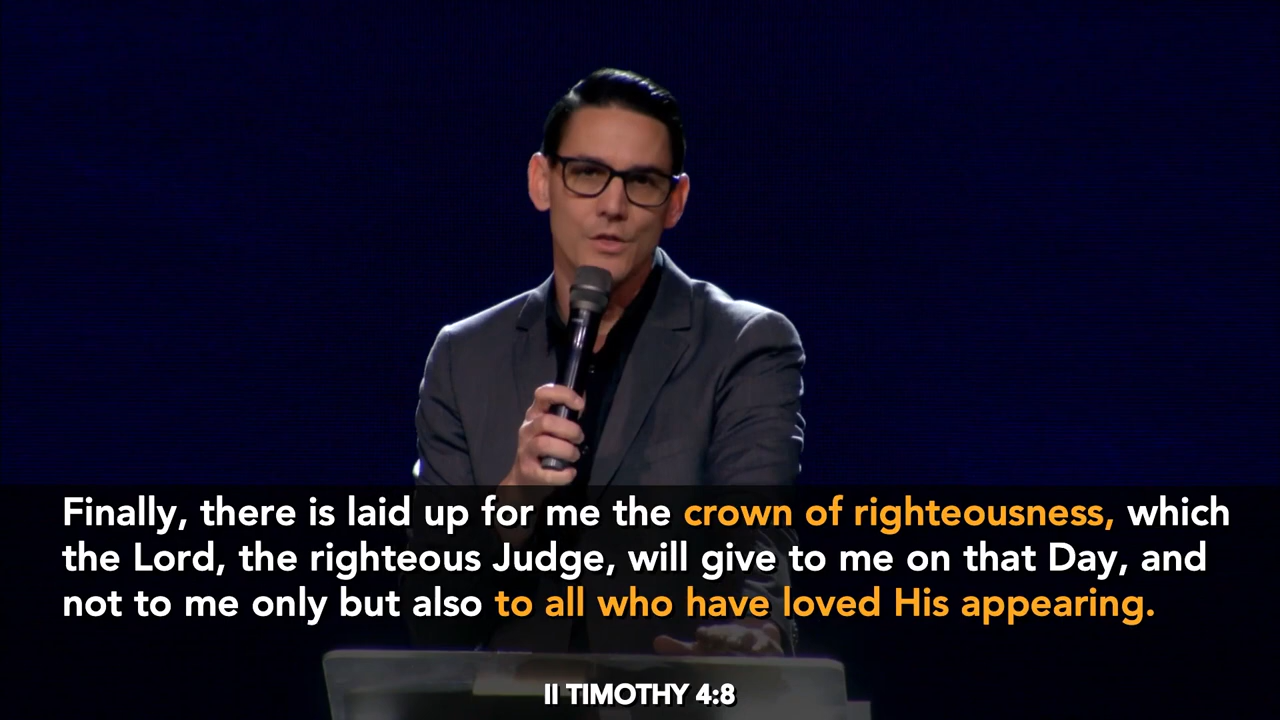 Finally, there is laid up for me the crown of righteousness, which
the Lord, the righteous Judge, will give to me on that Day, and
not to me only but also to all who have loved His appearing.
II TIMOTHY 4:8